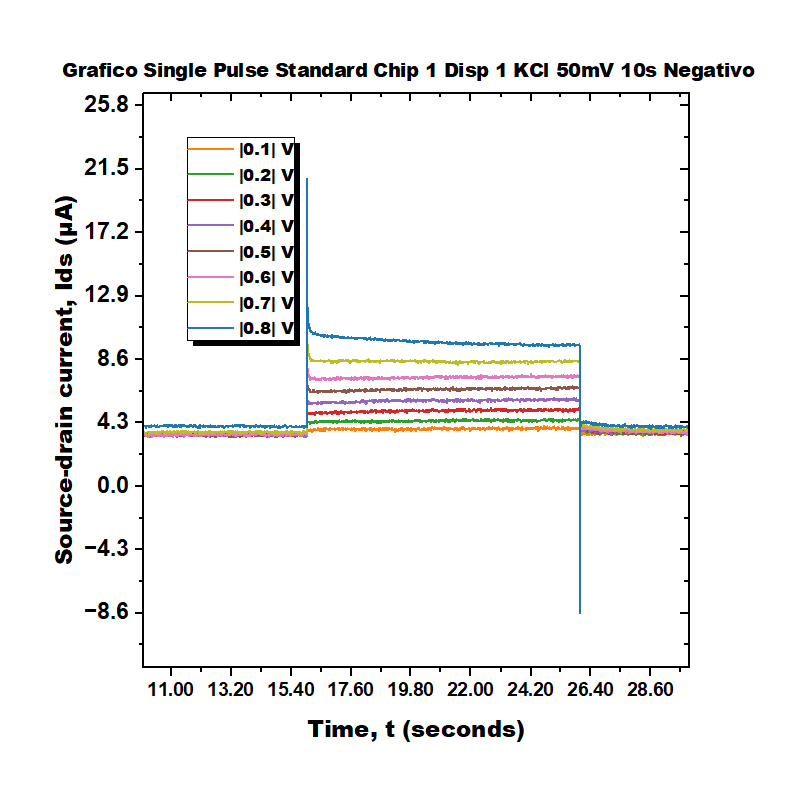 Grafico Single Pulse Standard Chip 1 Disp 1 KCl 50mV 10s Negativo
25.8
21.5
17.2
12.9
8.6
4.3
0.0
−4.3
−8.6
Source-drain current, Ids (µA)
|0.1| V
|0.2| V
|0.3| V
|0.4| V
|0.5| V
|0.6| V
|0.7| V
|0.8| V
11.00 13.20 15.40 17.60 19.80 22.00 24.20 26.40 28.60
Time, t (seconds)